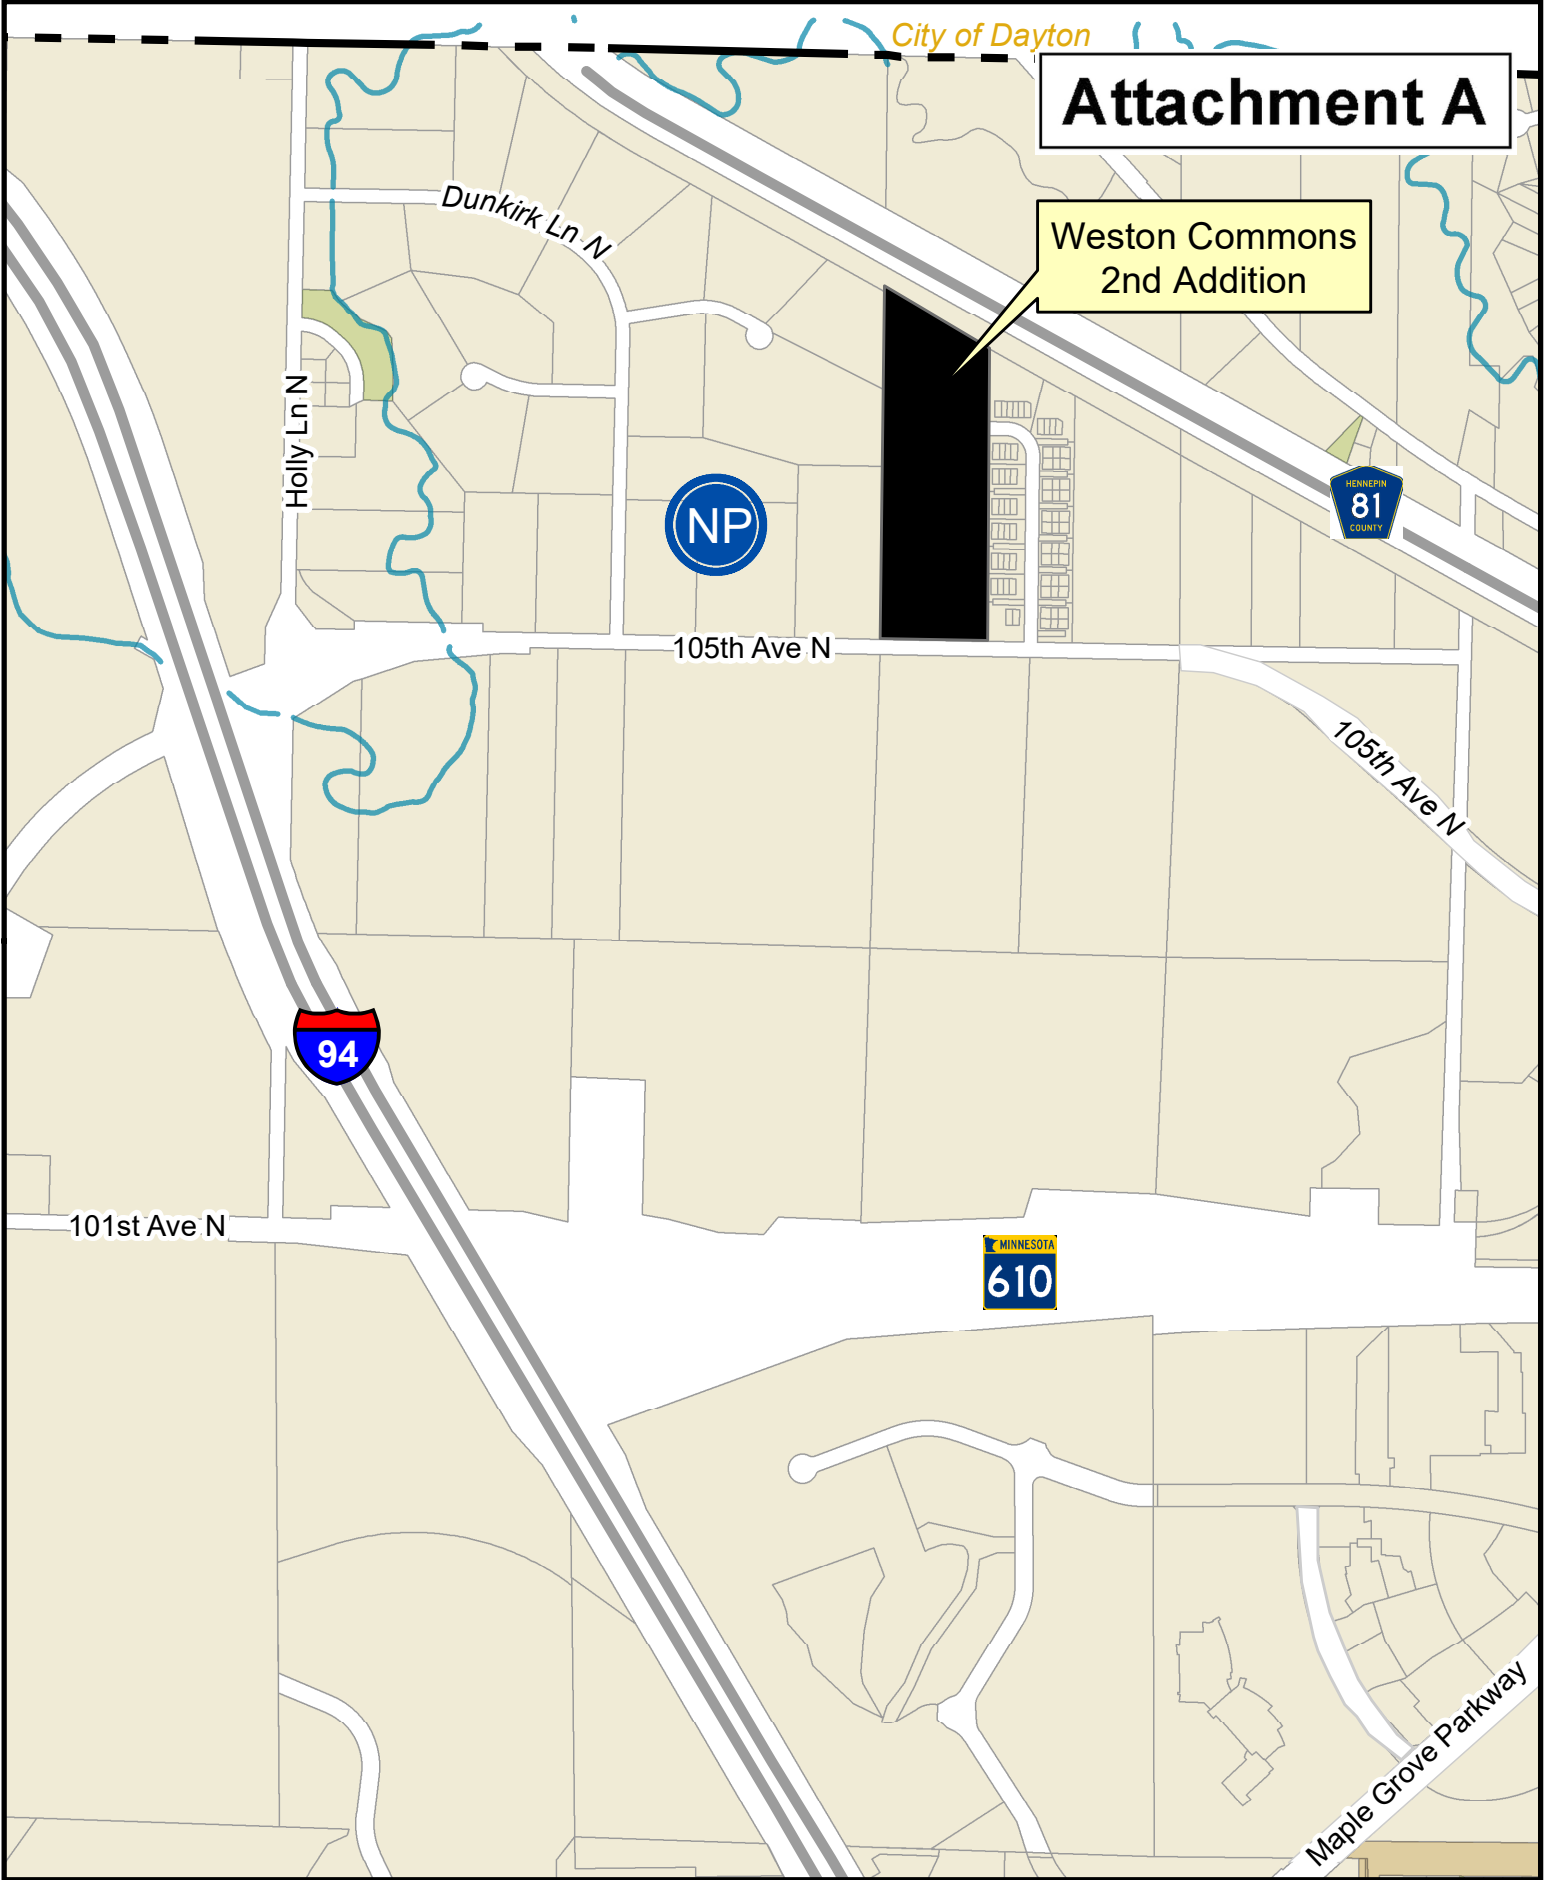 City of Dayton
Attachment A
Dunkirk Ln N
Weston Commons
2nd Addition
Holly Ln N
HENNEPIN
81
COUNTY
NP
105th Ave N
105th Ave N
94
101st Ave N
MINNESOTA
610
Maple Grove Parkway